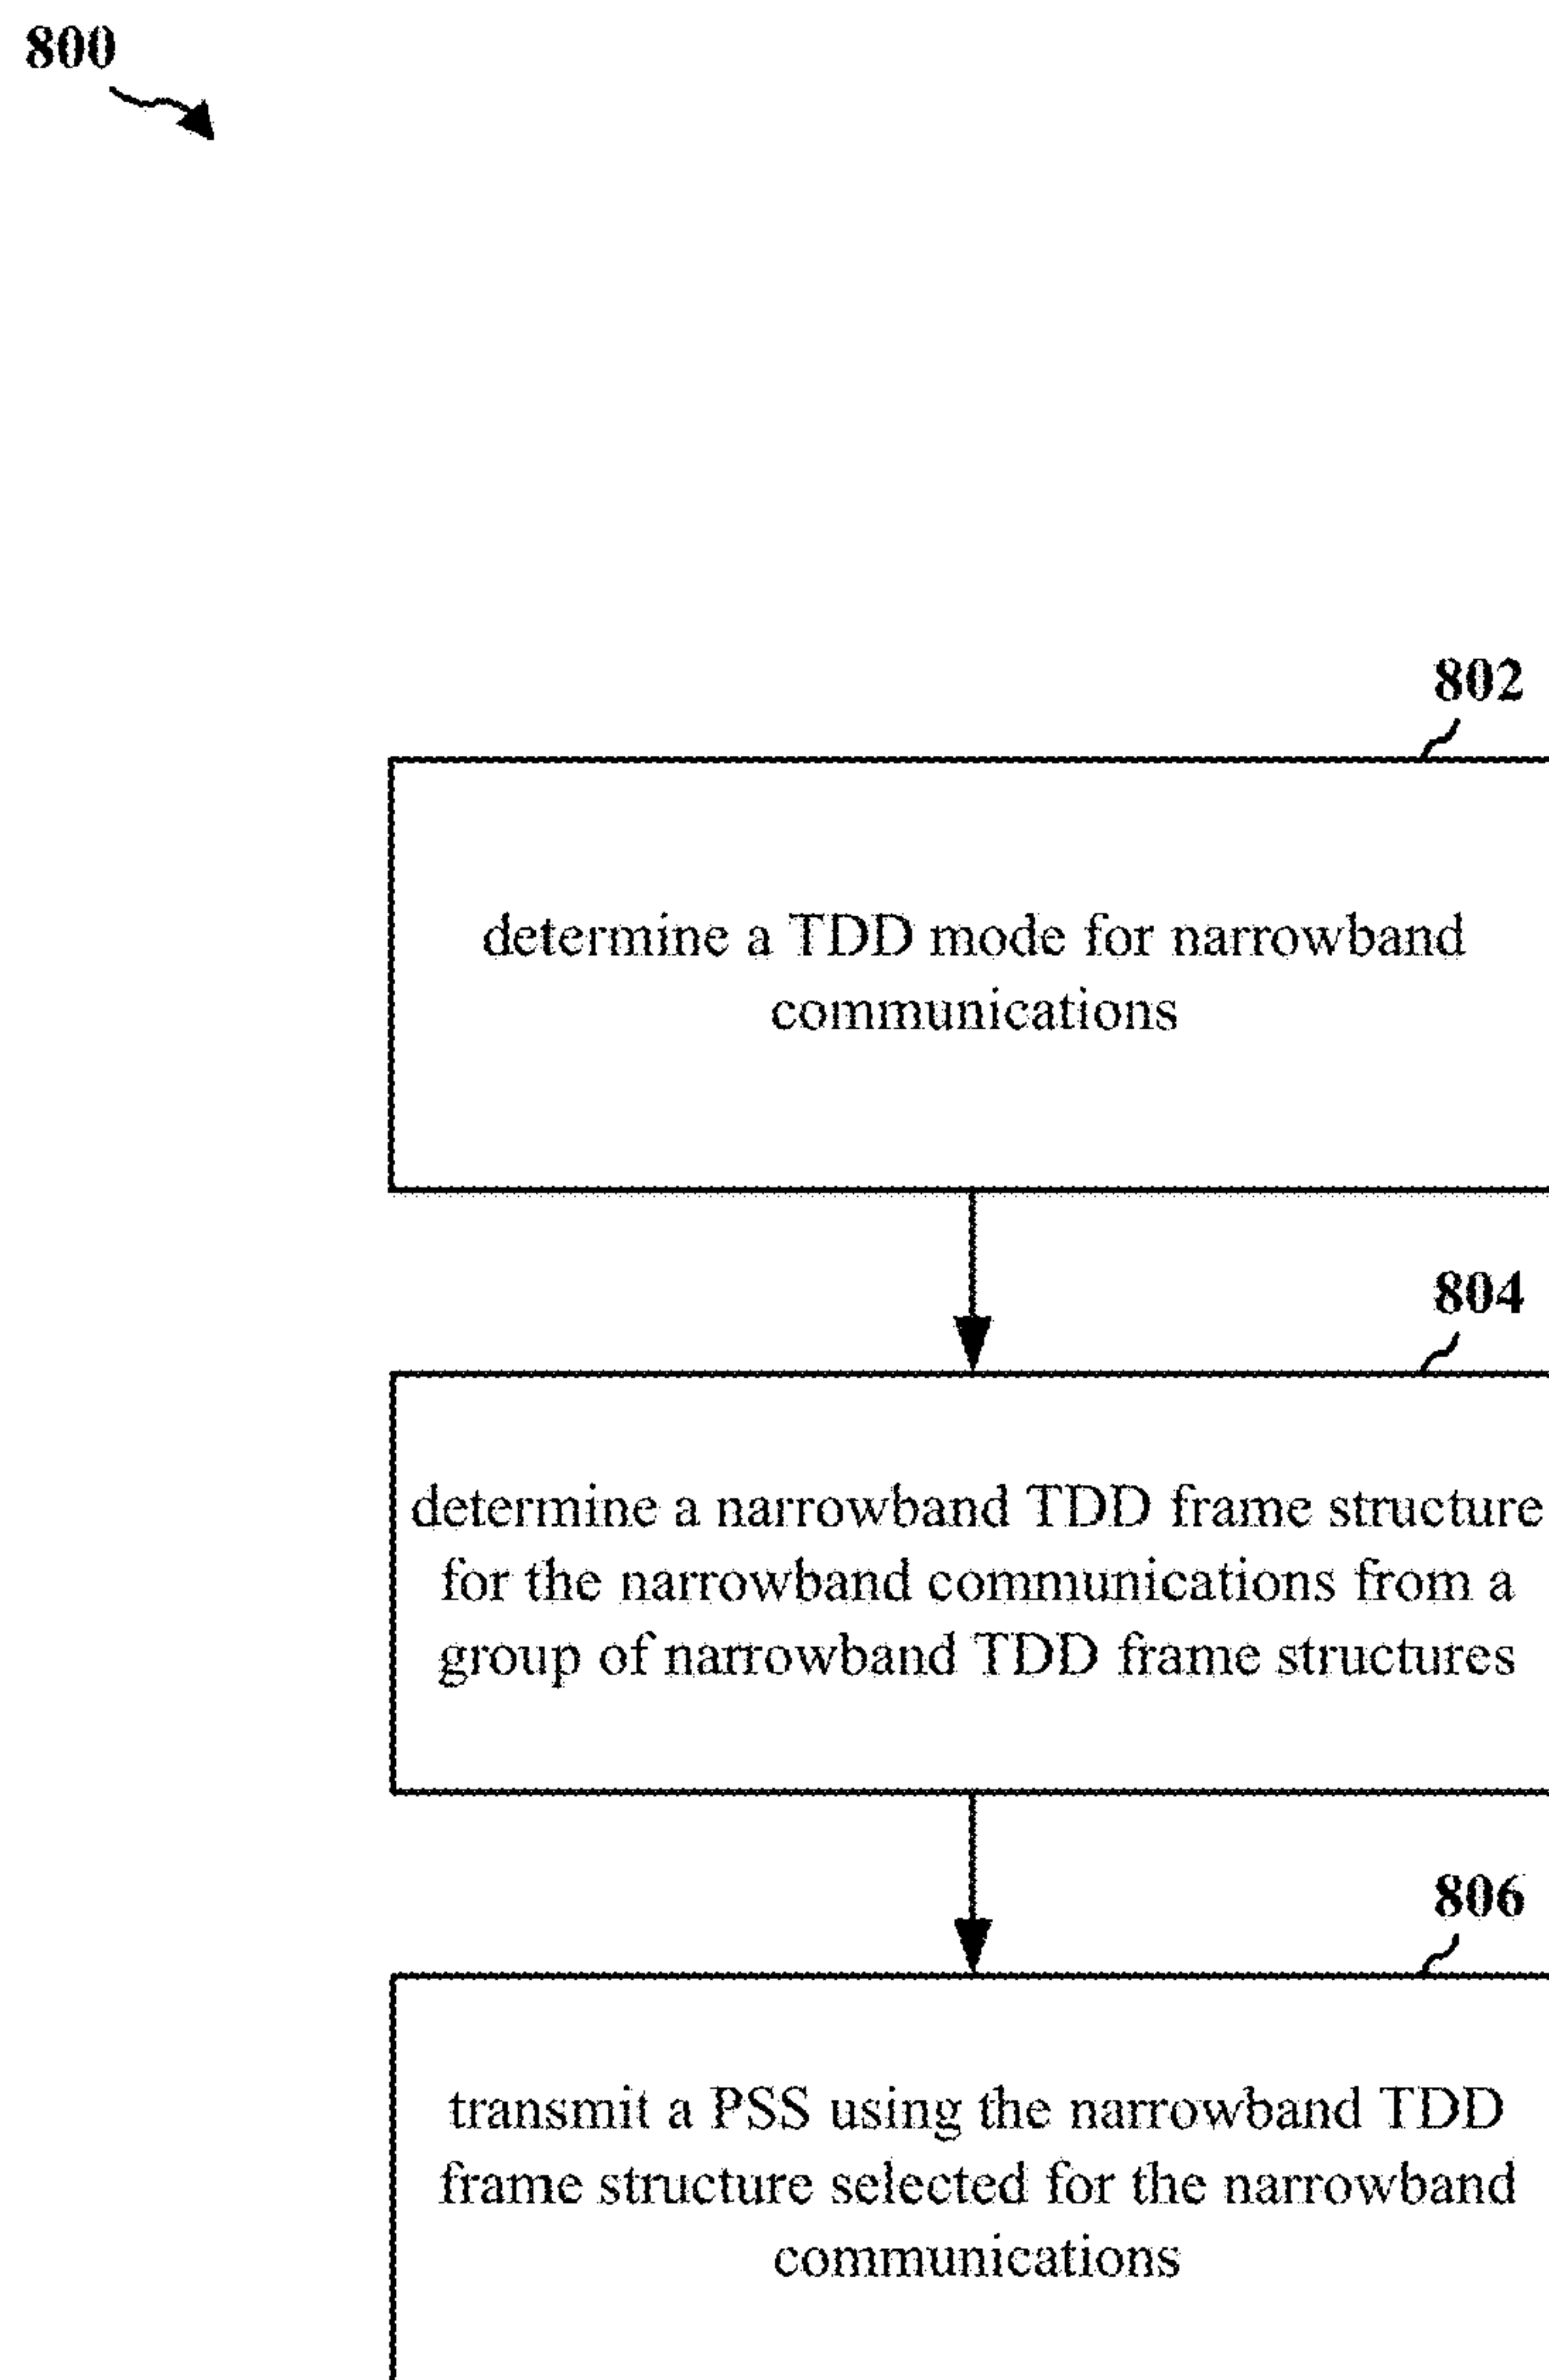 800
802
determine a TDD mode for narrowband
communications
804
determine a narrowband TDD frame structure
for the narrowband communications from a
group of narrowband TDD frame structures
806
transmit a PSS using the narrowband TDD
frame structure selected for the narrowband
communications